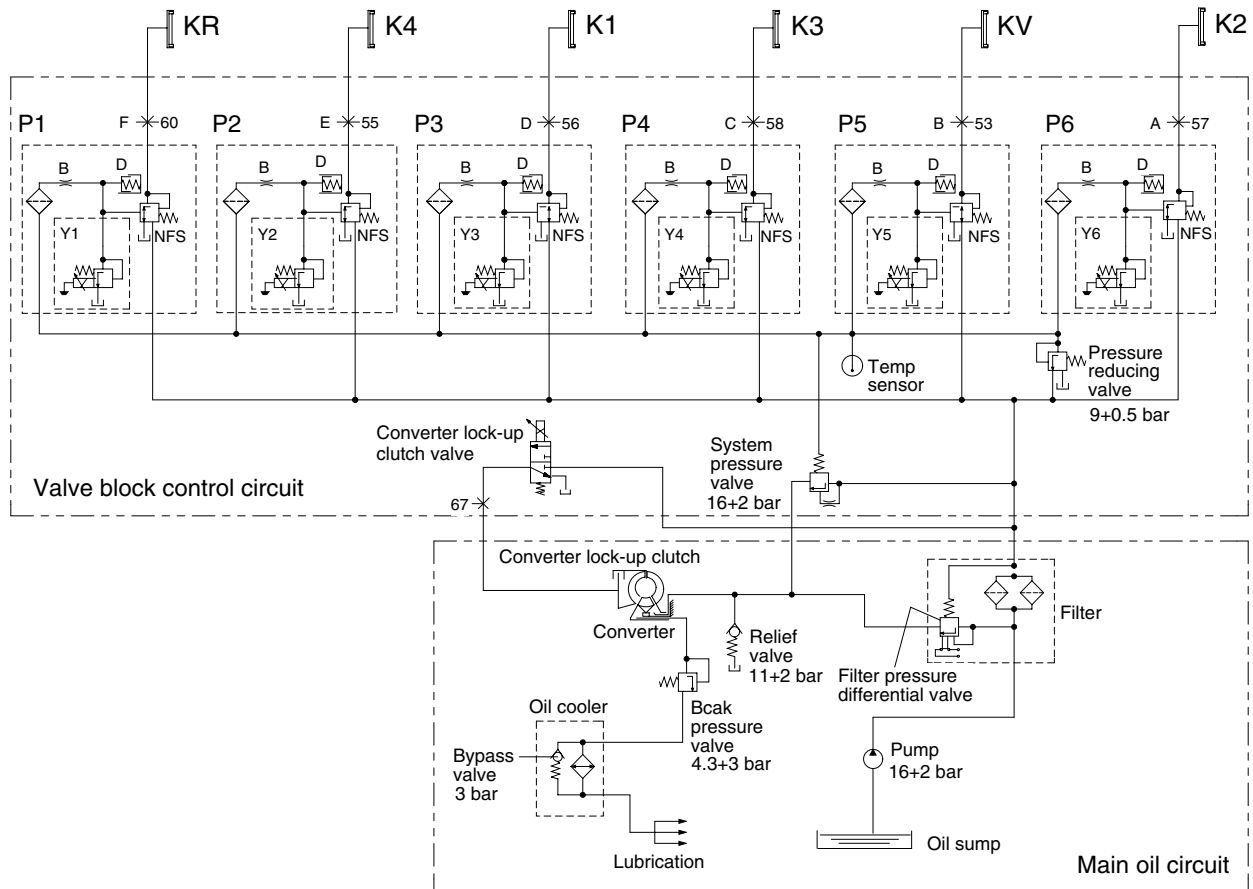 KR K4 K1 K3 KV K2
P1 F 60 P2 E 55 P3 D 56 P4 C 58 P5 B 53 P6 A 57
B D B D B D B D B D B D
Y1 NFS Y2 NFS Y3 NFS Y4 NFS Y5 NFS Y6 NFS
Temp
sensor
Pressure
reducing
valve
9+0.5 bar
Converter lock-up
clutch valve
System
pressure
valve
16+2 bar
Valve block control circuit
67
Converter lock-up clutch
Converter
Relief
valve
11+2 bar
Filter
Filter pressure
differential valve
Oil cooler
Bcak
pressure
valve
4.3+3 bar
Bypass
valve
3 bar
Pump
16+2 bar
Lubrication
Oil sump
Main oil circuit